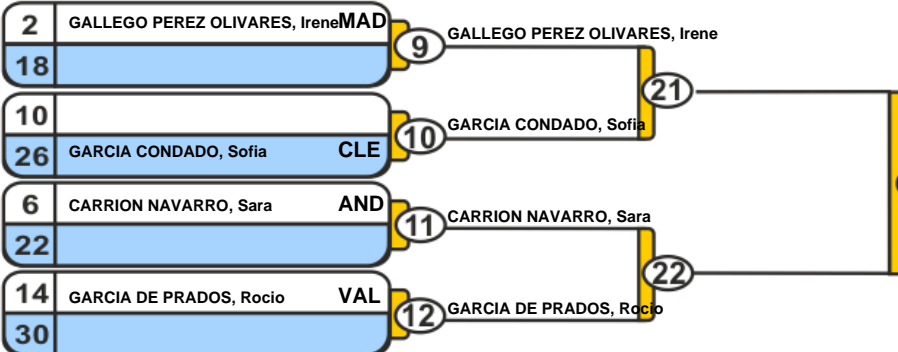 2 GALLEGO PEREZ OLIVARES, Irene MAD
18
9
GALLEGO PEREZ OLIVARES, Irene
21
10
26 GARCIA CONDADO, Sofia CLE
10
GARCIA CONDADO, Sofia
6 CARRION NAVARRO, Sara AND
22
11
CARRION NAVARRO, Sara
22
14 GARCIA DE PRADOS, Rocio VAL
30
12
GARCIA DE PRADOS, Rocio